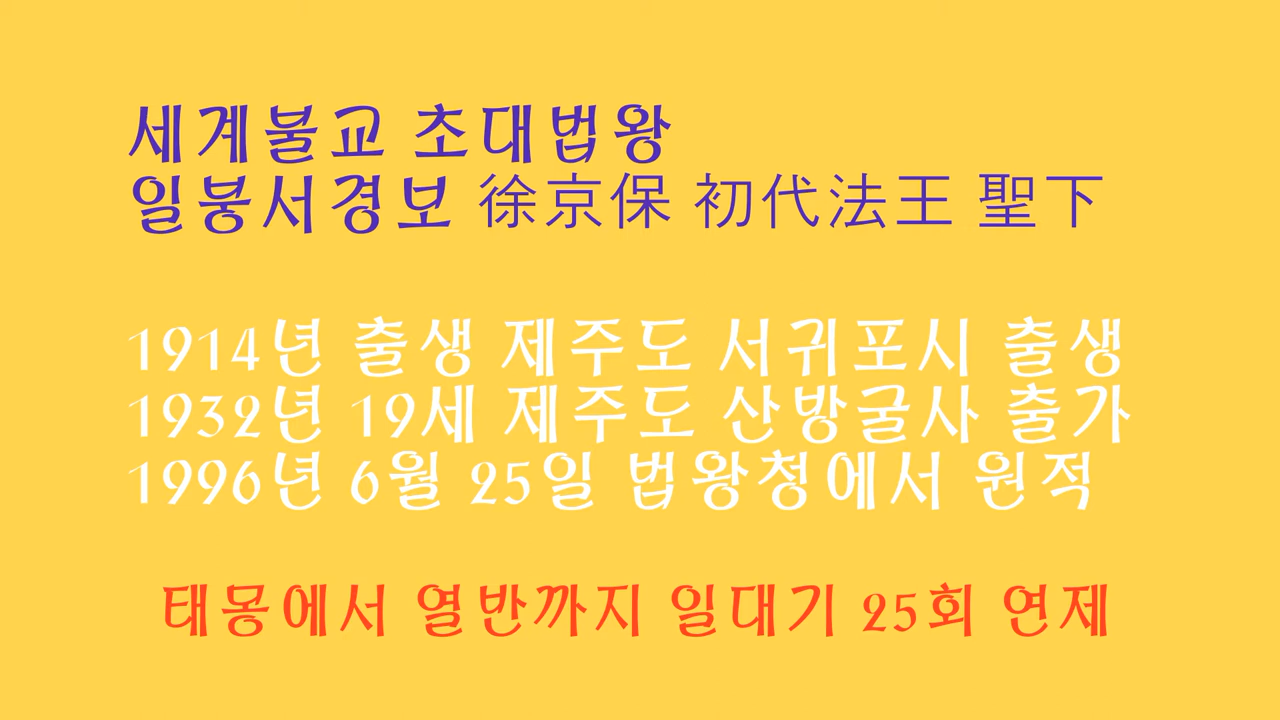 세계불교 초대법왕
일붕서경보 徐京保 初代法王 聖下
1914년 출생 제주도 서귀포시 출생
1932년 19세 제주도 산방굴사 출가
1996년 6월 25일 법왕청에서 원적
태몽에서 열반까지 일대기 25회 연제